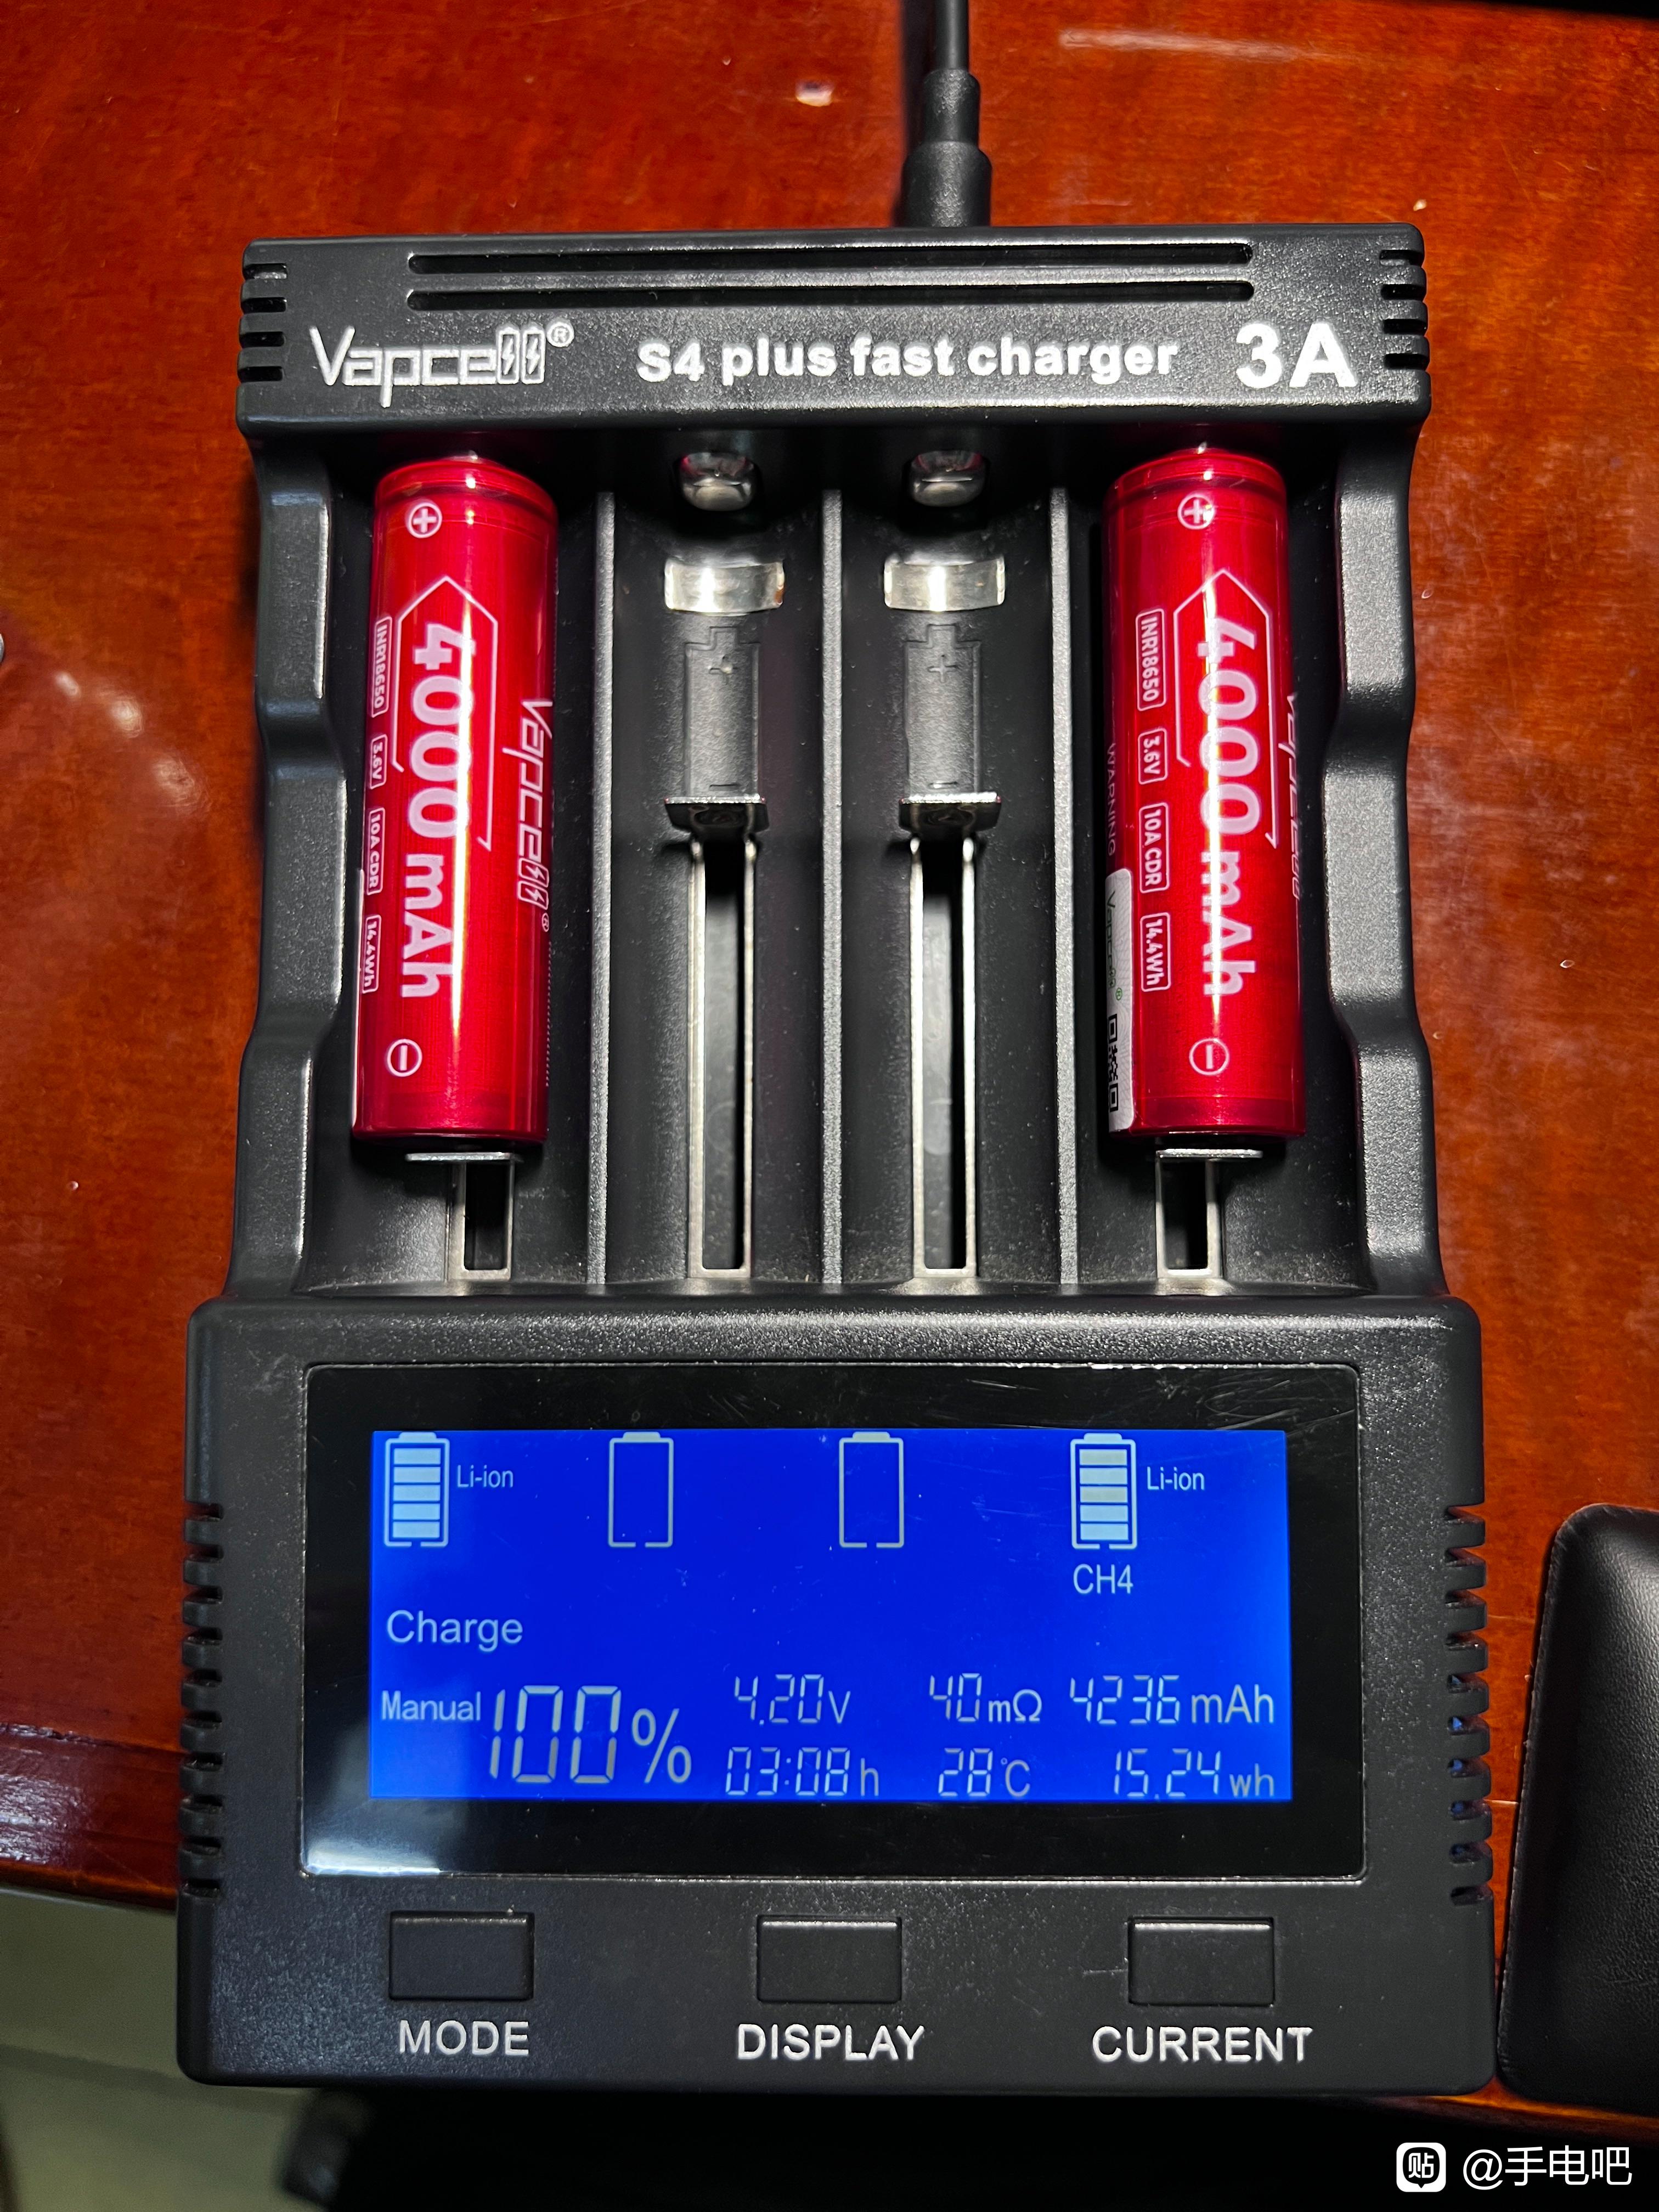 Vapcell® S4 plus fast charger 3A
+
4000 mAh
INR18650 3.6V 10A CDR 14.4Wh
Vapcell®
-
+
4000 mAh
INR18650 3.6V 10A CDR 14.4Wh
WARNING
Vapcell®
-
+
+
Li-ion
Li-ion
CH4
Charge
Manual 100% 4.20V 40mΩ 4236mAh
03:08h 28℃ 15.24wh
MODE DISPLAY CURRENT
贴 @手电吧